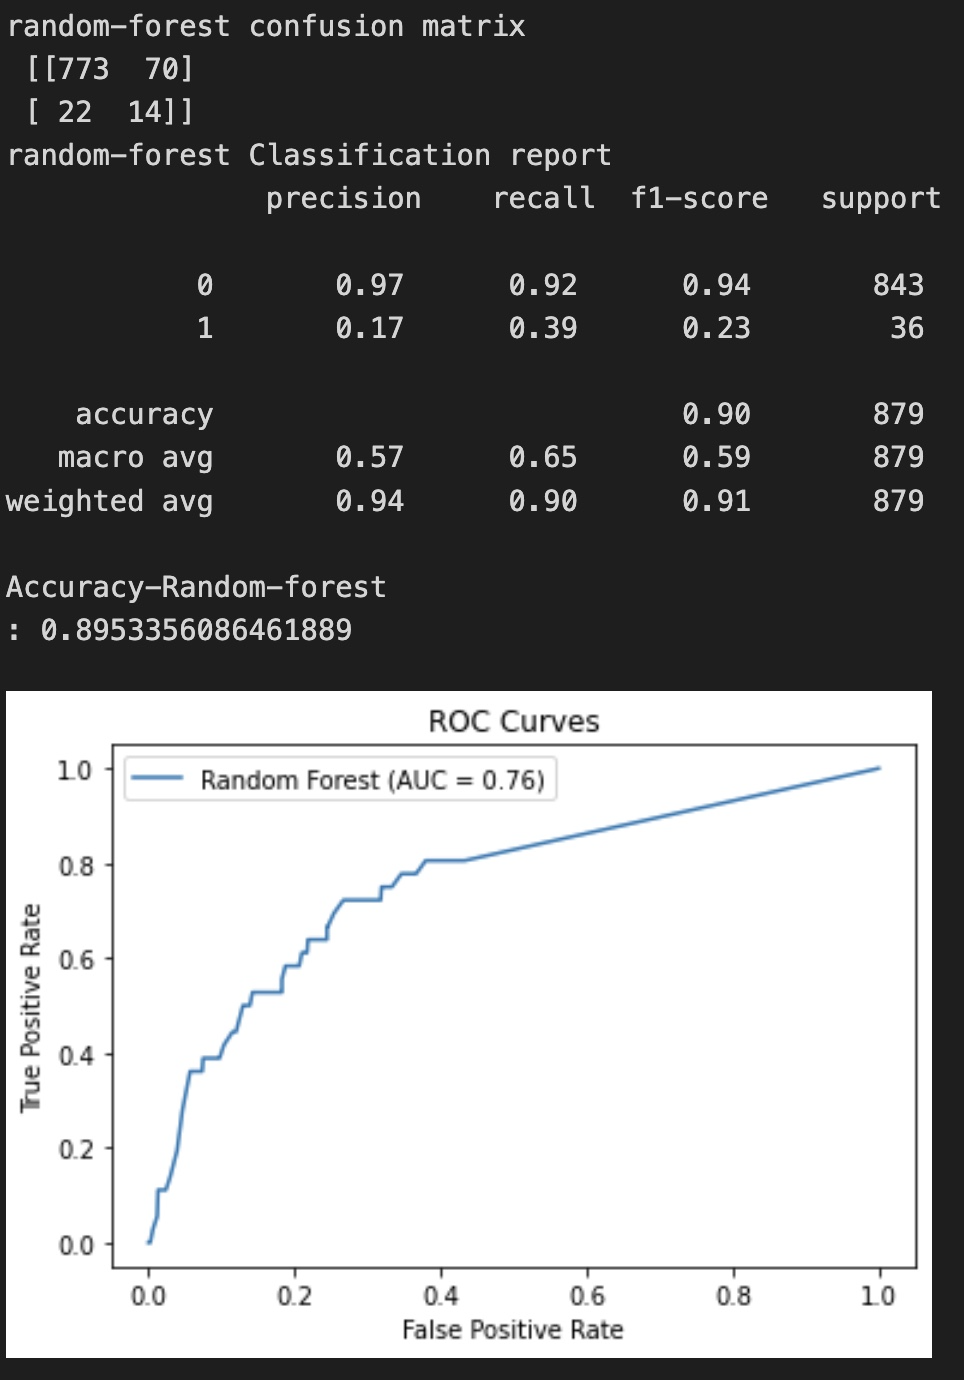 random-forest confusion matrix
[[773 70]
[ 22 14]]
random-forest Classification report
precision recall f1-score support
0 0.97 0.92 0.94 843
1 0.17 0.39 0.23 36
accuracy 0.90 879
macro avg 0.57 0.65 0.59 879
weighted avg 0.94 0.90 0.91 879
Accuracy-Random-forest
: 0.8953356086461889
ROC Curves
Random Forest (AUC = 0.76)
True Positive Rate
1.0
0.8
0.6
0.4
0.2
0.0
0.0 0.2 0.4 0.6 0.8 1.0
False Positive Rate